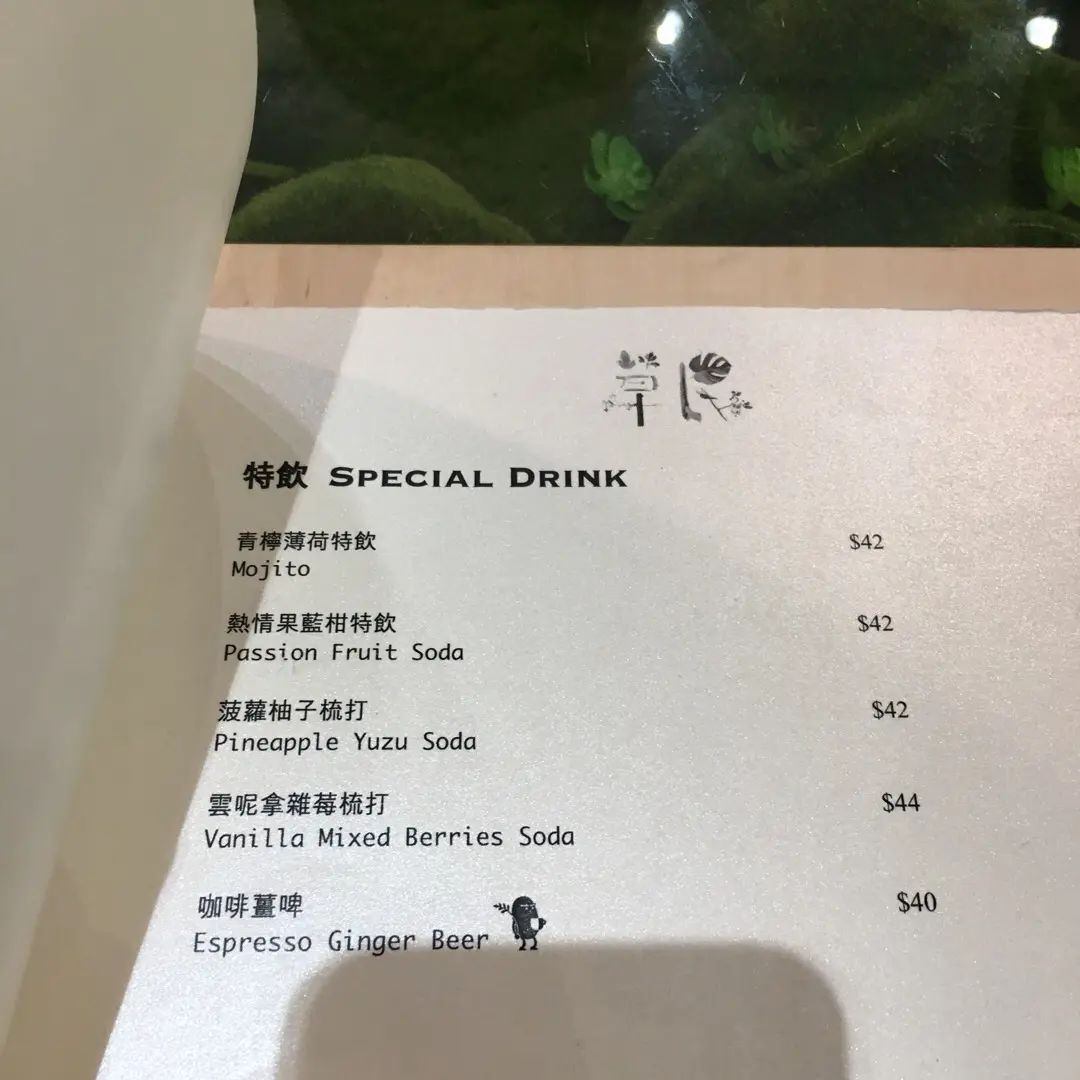 草民
特飲 SPECIAL DRINK
青檸薄荷特飲 $42
Mojito
熱情果藍柑特飲 $42
Passion Fruit Soda
菠蘿柚子梳打 $42
Pineapple Yuzu Soda
雲呢拿雜莓梳打 $44
Vanilla Mixed Berries Soda
咖啡薑啤 $40
Espresso Ginger Beer